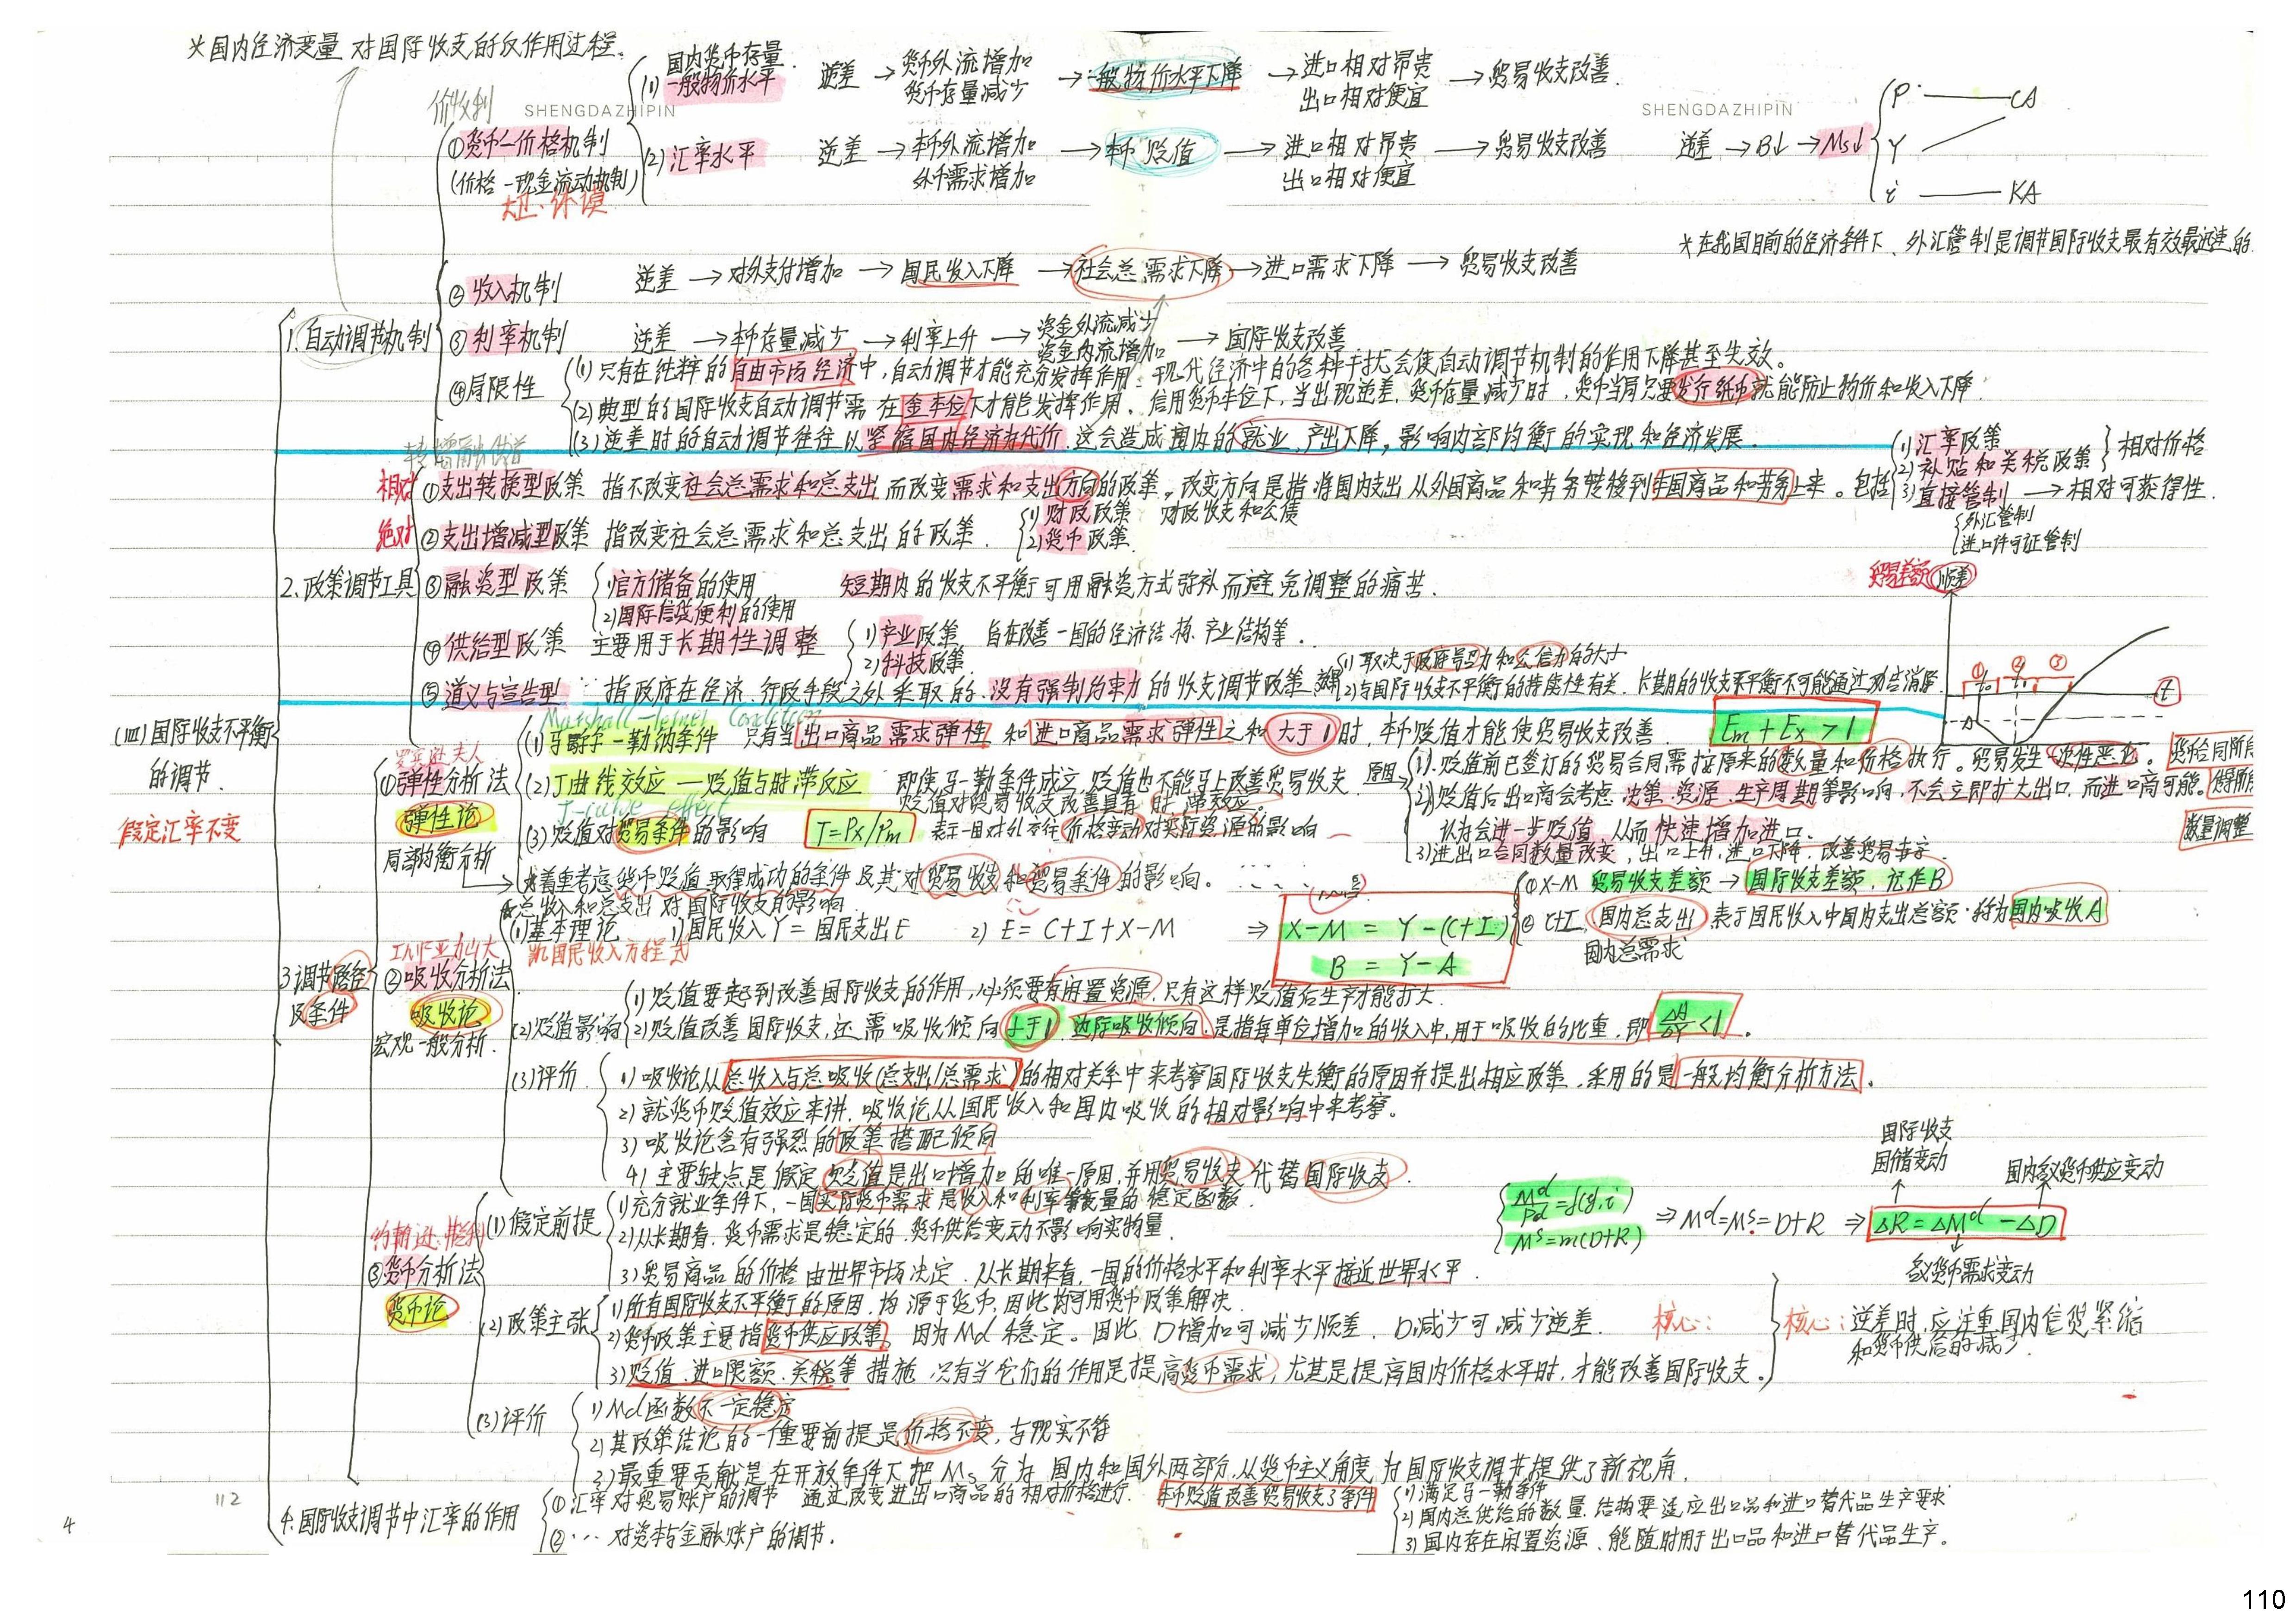 *国内经济变量 对国际收支的反作用过程。
SHENGDAZHIPIN
SHENGDAZHIPIN
(四)国际收支不平衡的调节.
假定汇率不变
1.自动调节机制
价收利
①货币—价格机制
(价格—现金流动机制)
大卫·休谟
(1) 国内货币存量. 一般物价水平 逆差 → 货币外流增加 货币存量减少 → 一般物价水平下降 → 进口相对昂贵 出口相对便宜 → 贸易收支改善.
(2) 汇率水平 逆差 → 本币外流增加 外币需求增加 → 本币贬值 → 进口相对昂贵 出口相对便宜 → 贸易收支改善
逆差 → B↓ → Ms↓
P — CA
Y
i — KA
*在我国目前的经济条件下、外汇管制是调节国际收支最有效最迅速的
② 收入机制 逆差 → 对外支付增加 → 国民收入下降 → 社会总需求下降 → 进口需求下降 → 贸易收支改善
③ 利率机制 逆差 → 本币存量减少 → 利率上升 → 资金外流减少 资金内流增加 → 国际收支改善
④局限性
(1) 只有在纯粹的自由市场经济中,自动调节才能充分发挥作用. 现代经济中的各种干扰会使自动调节机制的作用下降甚至失效。
(2) 典型的国际收支自动调节需 在金本位下才能发挥作用. 信用货币本位下,当出现逆差,货币存量减少时,货币当局只要发行纸币就能防止物价和收入下降.
(3) 逆差时的自动调节往往以紧缩国内经济为代价.这会造成国内的就业、产出下降,影响内部均衡的实现和经济发展.
2.政策调节工具
转增融供道
相对 ①支出转换型政策 指不改变社会总需求和总支出而改变需求和支出方向的政策。改变方向是指 将国内支出从外国商品和劳务转移到本国商品和劳务上来。包括
1)汇率政策
2)补贴和关税政策 } 相对价格
3)直接管制 → 相对可获得性.
外汇管制
进口许可证管制
绝对 ②支出增减型政策 指改变社会总需求和总支出的政策.
1)财政政策 财政收支和公债
2)货币政策.
③融资型政策
1)官方储备的使用 短期内的收支不平衡可用融资方式弥补而避免调整的痛苦.
2)国际信贷便利的使用
④供给型政策 主要用于长期性调整
1)产业政策 旨在改善一国的经济结构、产业结构等.
2)科技政策.
⑤道义与宣告型 指政府在经济、行政手段之外采取的、没有强制约束力的收支调节政策.
1)取决于政府号召力和公信力的大小
2)与国际收支不平衡的持续性有关. 长期的收支不平衡不可能通过劝告消除.
贸易差额(顺差)
① ② ③
t
3.调节路径及条件
罗宾逊夫人
①弹性分析法
弹性论
局部均衡分析
Marshall-Lerner Condition
(1)马歇尔—勒纳条件 只有当出口商品需求弹性 和进口商品需求弹性之和大于1时,本币贬值才能使贸易收支改善. Em + Ex > 1
(2)J曲线效应 — 贬值与时滞反应 即使马-勒条件成立,贬值也不能马上改善贸易收支.
贬值对贸易收支改善具有时滞效应。
J-curve effect
原因
1).贬值前已签订的贸易合同需按原来的数量和价格执行。贸易发生一次性恶化。 货币合同阶段
2)贬值后出口商会考虑 决策、资源、生产周期等影响,不会立即扩大出口.而进口商可能
认为会进一步贬值、从而快速增加进口.
数量调整
3)进出口合同数量改变,出口上升,进口下降.改善贸易收支.
(3)贬值对贸易条件的影响 T=Px/Pm 表示一国对外交往价格变动对实际资源的影响
→ *着重考虑货币贬值取得成功的条件及其对贸易收支和贸易条件的影响。
总收入和总支出 对国际收支的影响.
②吸收分析法
吸收论
宏观一般分析.
(1)基本理论 1)国民收入Y=国民支出E 2) E = C+I+X-M ⇒ X-M = Y-(C+I)
B = Y-A
凯恩斯国民收入方程式
① X-M 贸易收支差额 → 国际收支差额,记作B
② C+I (国内总支出) 表示国民收入中国内支出总额.称为国内吸收A
国内总需求
(2)贬值影响
1)贬值要起到改善国际收支的作用,必须要有闲置资源.只有这样贬值后生产才能扩大.
2)贬值改善国际收支,还需吸收倾向小于1.边际吸收倾向.是指每单位增加的收入中,用于吸收的比重.即 ΔA/ΔY <1 。
(3)评价.
1)吸收论从总收入与总吸收(总支出/总需求)的相对关系中来考察国际收支失衡的原因并提出相应政策.采用的是一般均衡分析方法.
2)就货币贬值效应来讲.吸收论从国民收入和国内吸收的相对影响中来考察。
3)吸收论含有强烈的政策搭配倾向
4)主要缺点是假定贬值是出口增加的唯一原因.并用贸易收支代替国际收支.
约翰逊、
③货币分析法
货币论
(1)假定前提
1)充分就业条件下,一国实际货币需求是收入和利率等变量的稳定函数.
2)从长期看.货币需求是稳定的.货币供给变动不影响实物量.
3)贸易商品的价格由世界市场决定.从长期来看,一国的价格水平和利率水平接近世界水平.
Md/Pd=f(y,i)
Ms=m(D+R)
⇒ Md=Ms=D+R ⇒ ΔR = ΔMd - ΔD
国际收支
国储变动
国内名义货币供应变动
名义货币需求变动
(2)政策主张
1)所有国际收支不平衡的原因,均源于货币,因此均可用货币政策解决.
2)货币政策主要指货币供应政策. 因为Md稳定。因此 D增加可减少顺差. D减少可减少逆差.
3)贬值、进口限额、关税等 措施 只有当它们的作用是提高货币需求,尤其是提高国内价格水平时,才能改善国际收支.
核心:
核心:逆差时,应注重国内信贷紧缩
和货币供给的减少.
(3)评价
1)Md函数不一定稳定
2)其政策结论的一个重要前提是价格不变,与现实不符
3)最重要贡献是在开放条件下把Ms分为 国内和国外两部分,从货币主义角度为国际收支调节提供了新视角.
4.国际收支调节中汇率的作用
①汇率对贸易账户的调节 通过改变进出口商品的相对价格进行. 本币贬值改善贸易收支3条件
1)满足马-勒条件
2)国内总供给的数量、结构要适应出口品和进口替代品生产要求
3)国内存在闲置资源、能随时用于出口品和进口替代品生产。
②··· 对资本与金融账户的调节.
112
4
110